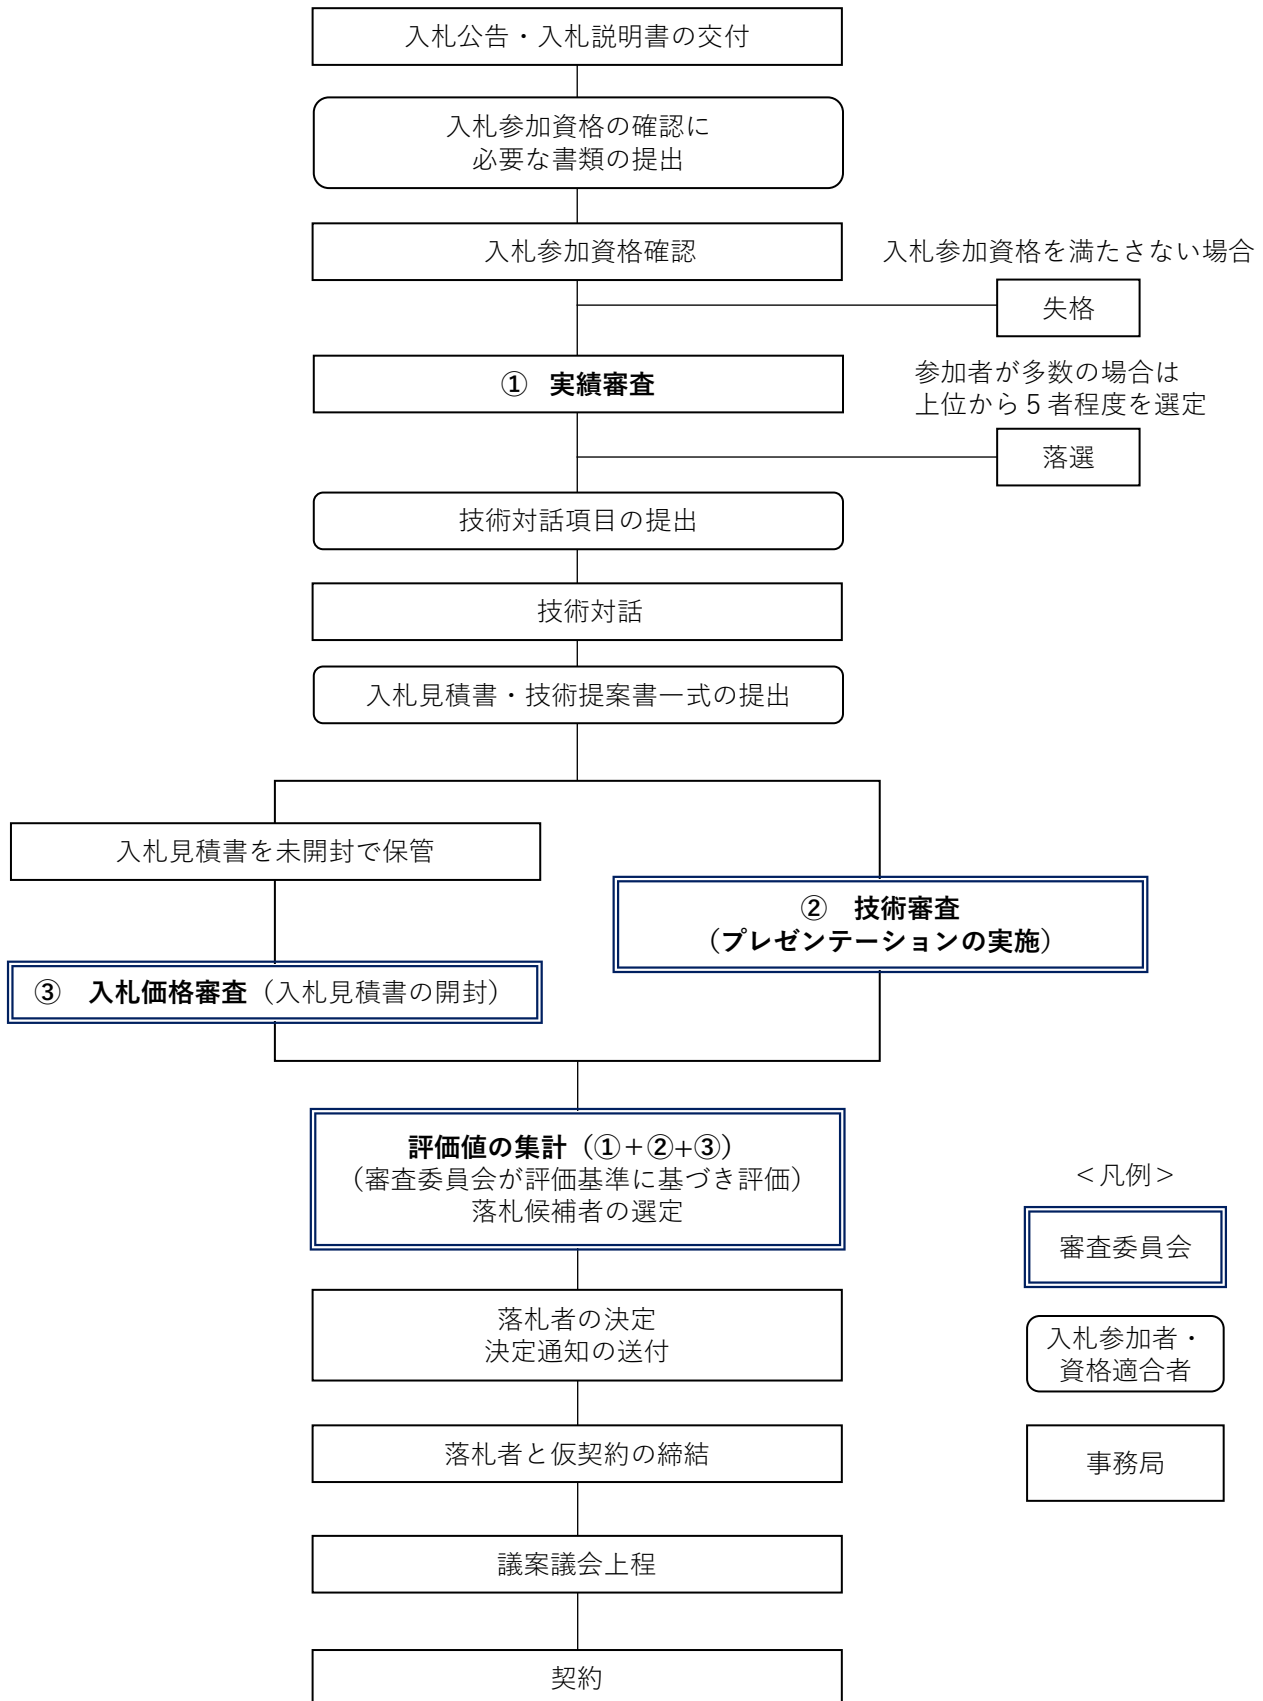 入札公告・入札説明書の交付
入札参加資格の確認に
必要な書類の提出
入札参加資格確認
入札参加資格を満たさない場合
失格
① 実績審査
参加者が多数の場合は
上位から５者程度を選定
落選
技術対話項目の提出
技術対話
入札見積書・技術提案書一式の提出
入札見積書を未開封で保管
② 技術審査
（プレゼンテーションの実施）
③ 入札価格審査（入札見積書の開封）
評価値の集計（①＋②+③）
（審査委員会が評価基準に基づき評価）
落札候補者の選定
＜凡例＞
審査委員会
入札参加者・
資格適合者
事務局
落札者の決定
決定通知の送付
落札者と仮契約の締結
議案議会上程
契約